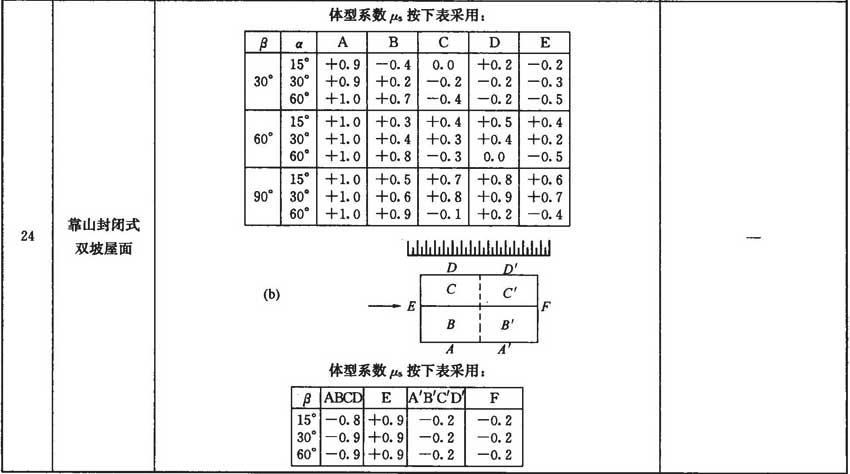 体型系数 μs 按下表采用：
β α A B C D E
30° 15° +0.9 −0.4 0.0 +0.2 −0.2
30° +0.9 +0.2 −0.2 −0.2 −0.3
60° +1.0 +0.7 −0.4 −0.2 −0.5
60° 15° +1.0 +0.3 +0.4 +0.5 +0.4
30° +1.0 +0.4 +0.3 +0.4 +0.2
60° +1.0 +0.8 −0.3 0.0 −0.5
90° 15° +1.0 +0.5 +0.7 +0.8 +0.6
30° +1.0 +0.6 +0.8 +0.9 +0.7
60° +1.0 +0.9 −0.1 +0.2 −0.4
24
靠山封闭式
双坡屋面
—
(b)
D D′
C C′
E F
B B′
A A′
体型系数 μs 按下表采用：
β ABCD E A′B′C′D′ F
15° −0.8 +0.9 −0.2 −0.2
30° −0.9 +0.9 −0.2 −0.2
60° −0.9 +0.9 −0.2 −0.2